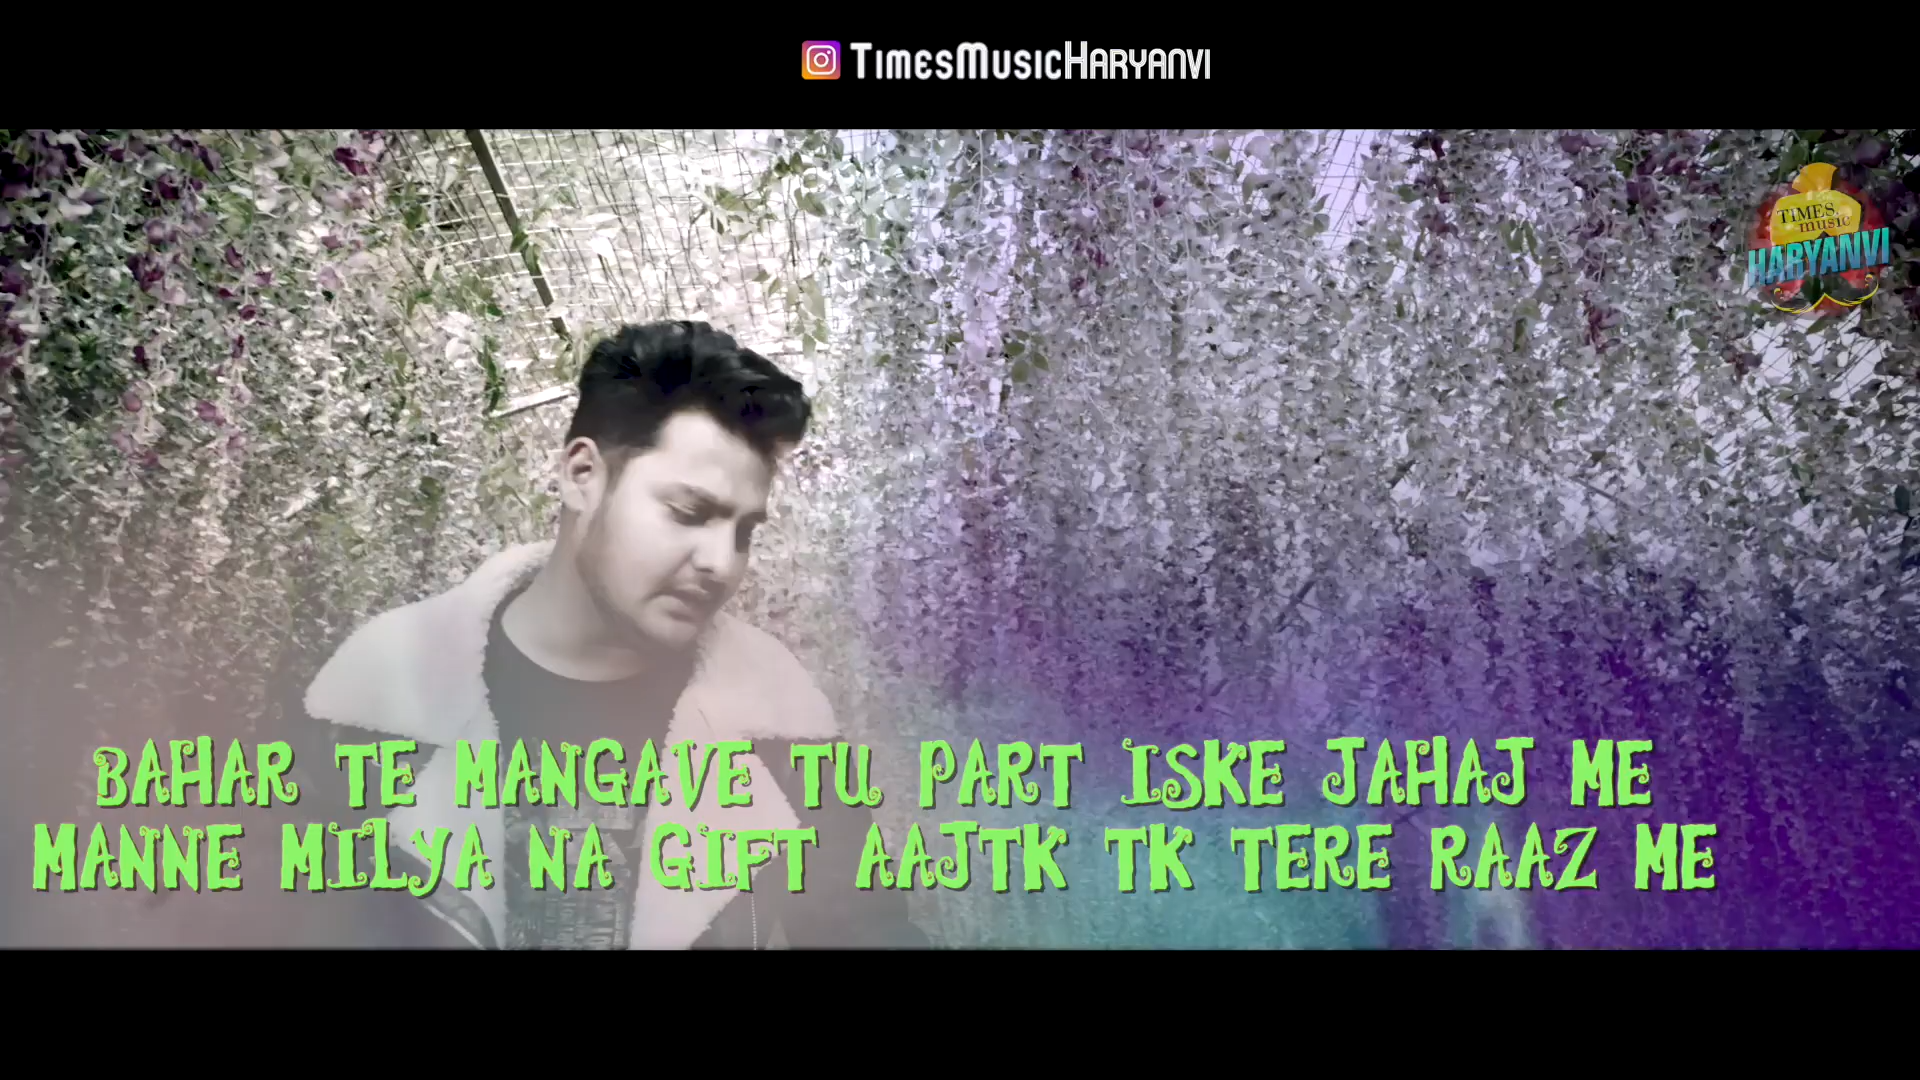 TimesMusicHaryanvi
TIMES
music
HARYANVI
BAHAR TE MANGAVE TU PART ISKE JAHAJ ME
MANNE MILYA NA GIFT AAJTK TK TERE RAAZ ME